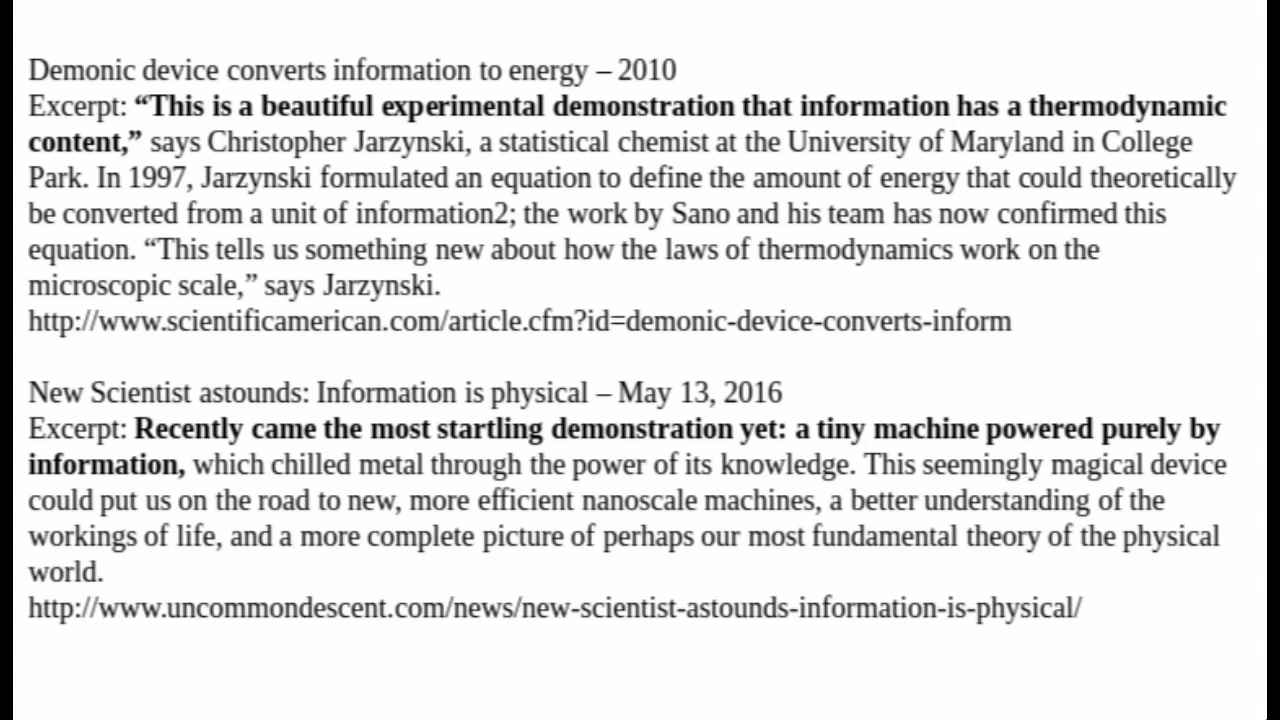 Demonic device converts information to energy – 2010
Excerpt: “This is a beautiful experimental demonstration that information has a thermodynamic
content,” says Christopher Jarzynski, a statistical chemist at the University of Maryland in College
Park. In 1997, Jarzynski formulated an equation to define the amount of energy that could theoretically
be converted from a unit of information2; the work by Sano and his team has now confirmed this
equation. “This tells us something new about how the laws of thermodynamics work on the
microscopic scale,” says Jarzynski.
http://www.scientificamerican.com/article.cfm?id=demonic-device-converts-inform
New Scientist astounds: Information is physical – May 13, 2016
Excerpt: Recently came the most startling demonstration yet: a tiny machine powered purely by
information, which chilled metal through the power of its knowledge. This seemingly magical device
could put us on the road to new, more efficient nanoscale machines, a better understanding of the
workings of life, and a more complete picture of perhaps our most fundamental theory of the physical
world.
http://www.uncommondescent.com/news/new-scientist-astounds-information-is-physical/